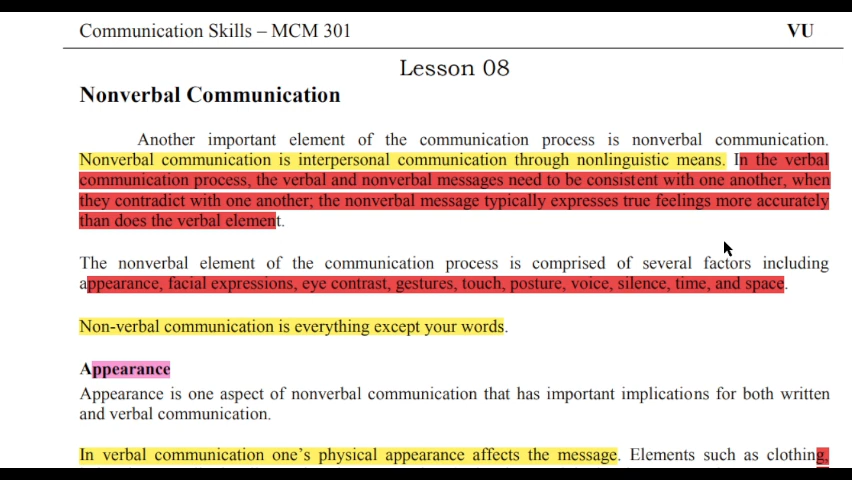 Communication Skills – MCM 301 VU
Lesson 08
Nonverbal Communication
Another important element of the communication process is nonverbal communication.
Nonverbal communication is interpersonal communication through nonlinguistic means. In the verbal
communication process, the verbal and nonverbal messages need to be consistent with one another, when
they contradict with one another; the nonverbal message typically expresses true feelings more accurately
than does the verbal element.
The nonverbal element of the communication process is comprised of several factors including
appearance, facial expressions, eye contrast, gestures, touch, posture, voice, silence, time, and space.
Non-verbal communication is everything except your words.
Appearance
Appearance is one aspect of nonverbal communication that has important implications for both written
and verbal communication.
In verbal communication one's physical appearance affects the message. Elements such as clothing,